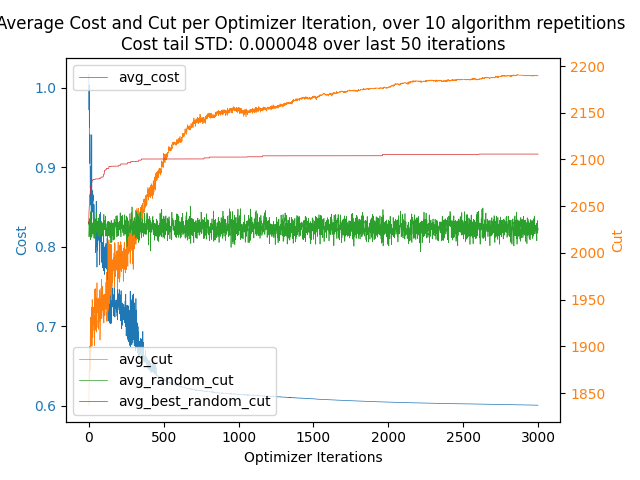 Average Cost and Cut per Optimizer Iteration, over 10 algorithm repetitions
Cost tail STD: 0.000048 over last 50 iterations
avg_cost
1.0
0.9
0.8
0.7
0.6
Cost
2200
2150
2100
2050
2000
1950
1900
1850
Cut
avg_cut
avg_random_cut
avg_best_random_cut
0
500
1000
1500
2000
2500
3000
Optimizer Iterations